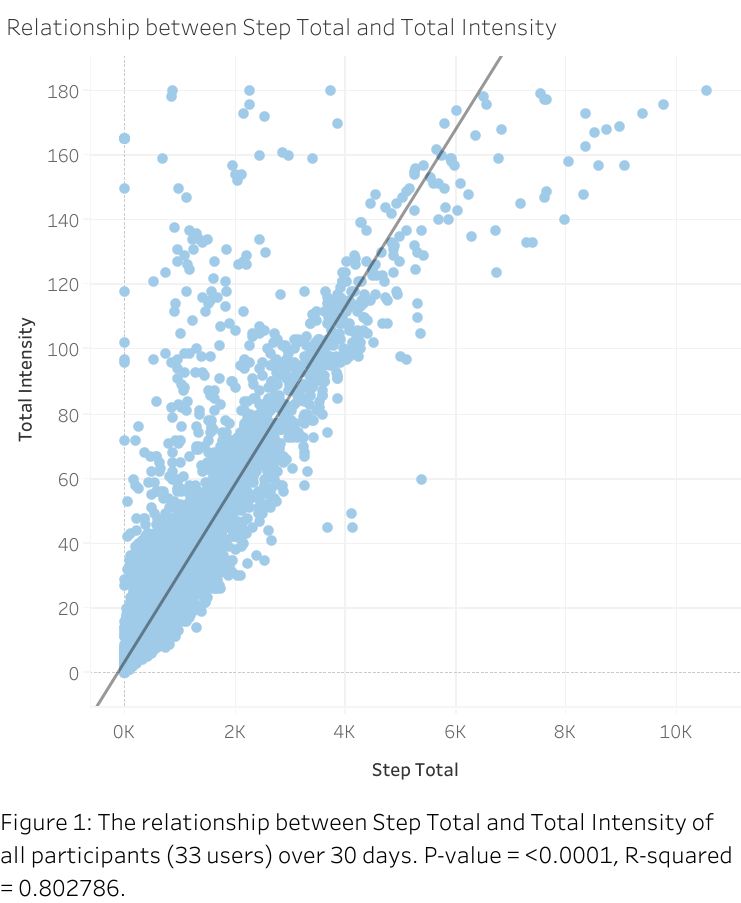 Relationship between Step Total and Total Intensity
180
160
140
120
100
80
60
40
20
0
Total Intensity
0K 2K 4K 6K 8K 10K
Step Total
Figure 1: The relationship between Step Total and Total Intensity of
all participants (33 users) over 30 days. P-value = <0.0001, R-squared
= 0.802786.